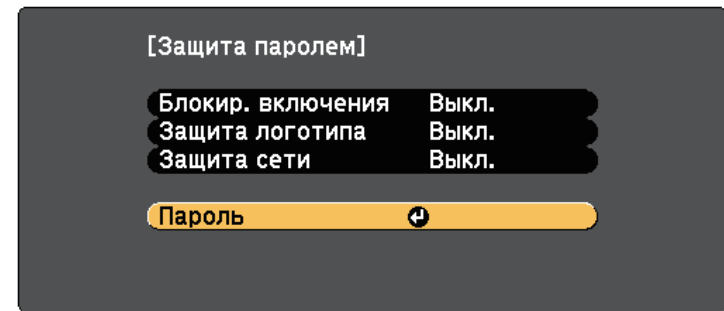 [Защита паролем]
Блокир. включения Выкл.
Защита логотипа Выкл.
Защита сети Выкл.
Пароль